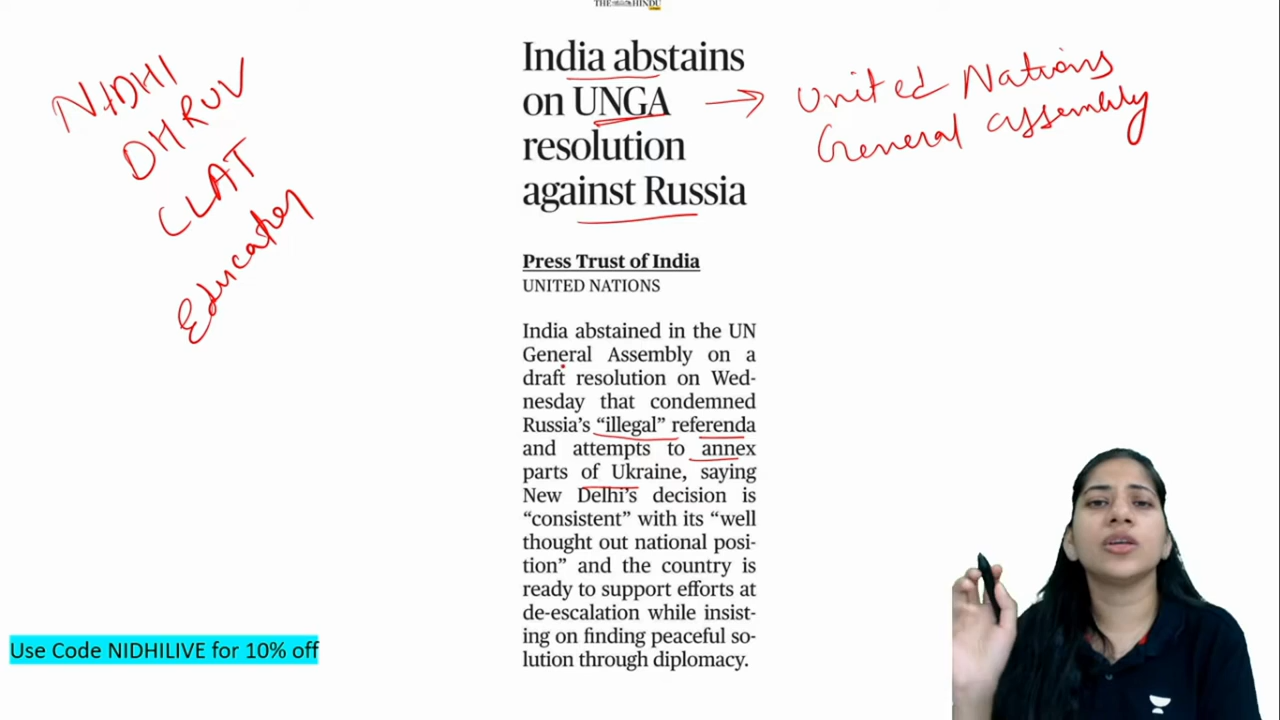 THE HINDU
India abstains
on UNGA
resolution
against Russia
Press Trust of India
UNITED NATIONS
India abstained in the UN
General Assembly on a
draft resolution on Wed-
nesday that condemned
Russia's “illegal” referenda
and attempts to annex
parts of Ukraine, saying
New Delhi's decision is
“consistent” with its “well
thought out national posi-
tion” and the country is
ready to support efforts at
de-escalation while insist-
ing on finding peaceful so-
lution through diplomacy.
NIDHI
DHRUV
CLAT
Educator
United Nations
General Assembly
Use Code NIDHILIVE for 10% off